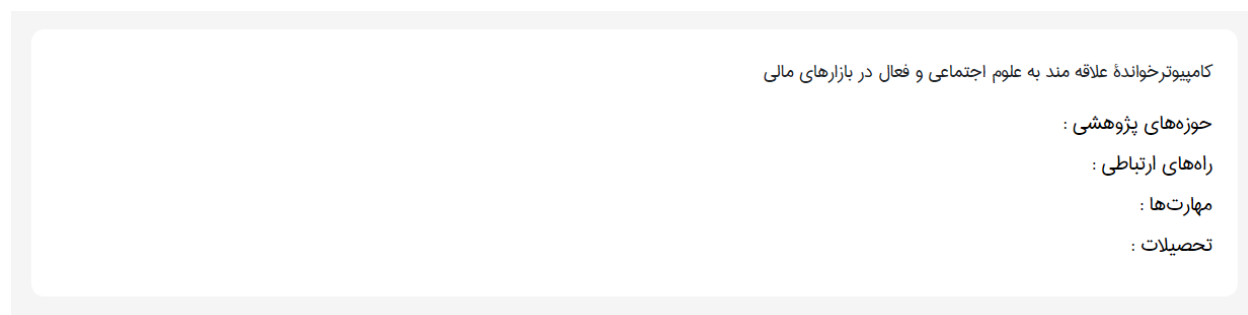 کامپیوترخواندهٔ علاقه مند به علوم اجتماعی و فعال در بازارهای مالی
حوزه‌های پژوهشی :
راه‌های ارتباطی :
مهارت‌ها :
تحصیلات :